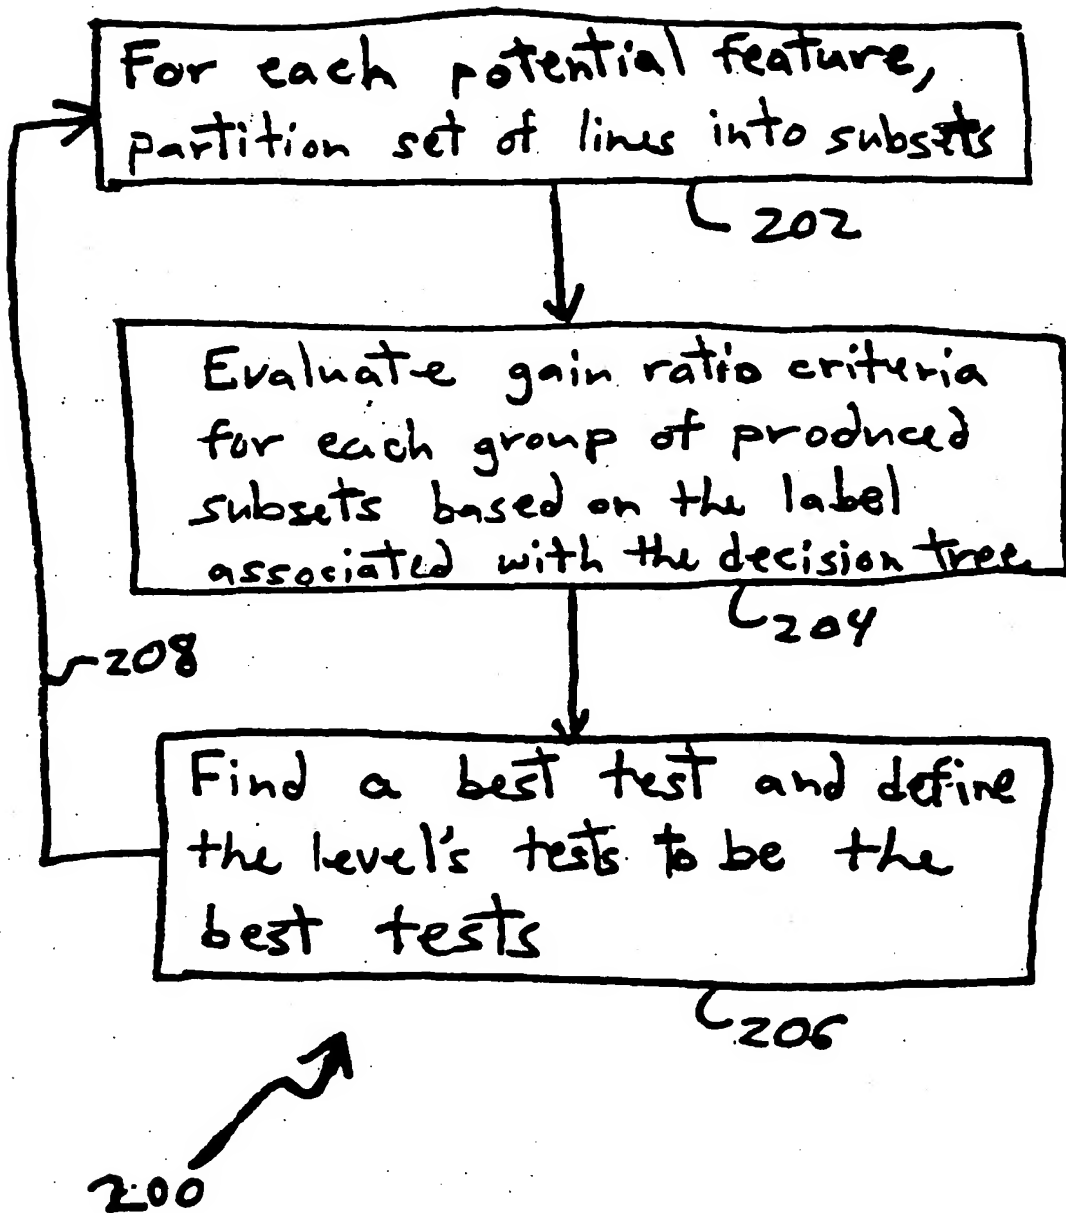 For each potential feature,
partition set of lines into subsets
202
Evaluate gain ratio criteria
for each group of produced
subsets based on the label
associated with the decision tree
204
208
Find a best test and define
the level's tests to be the
best tests
206
200